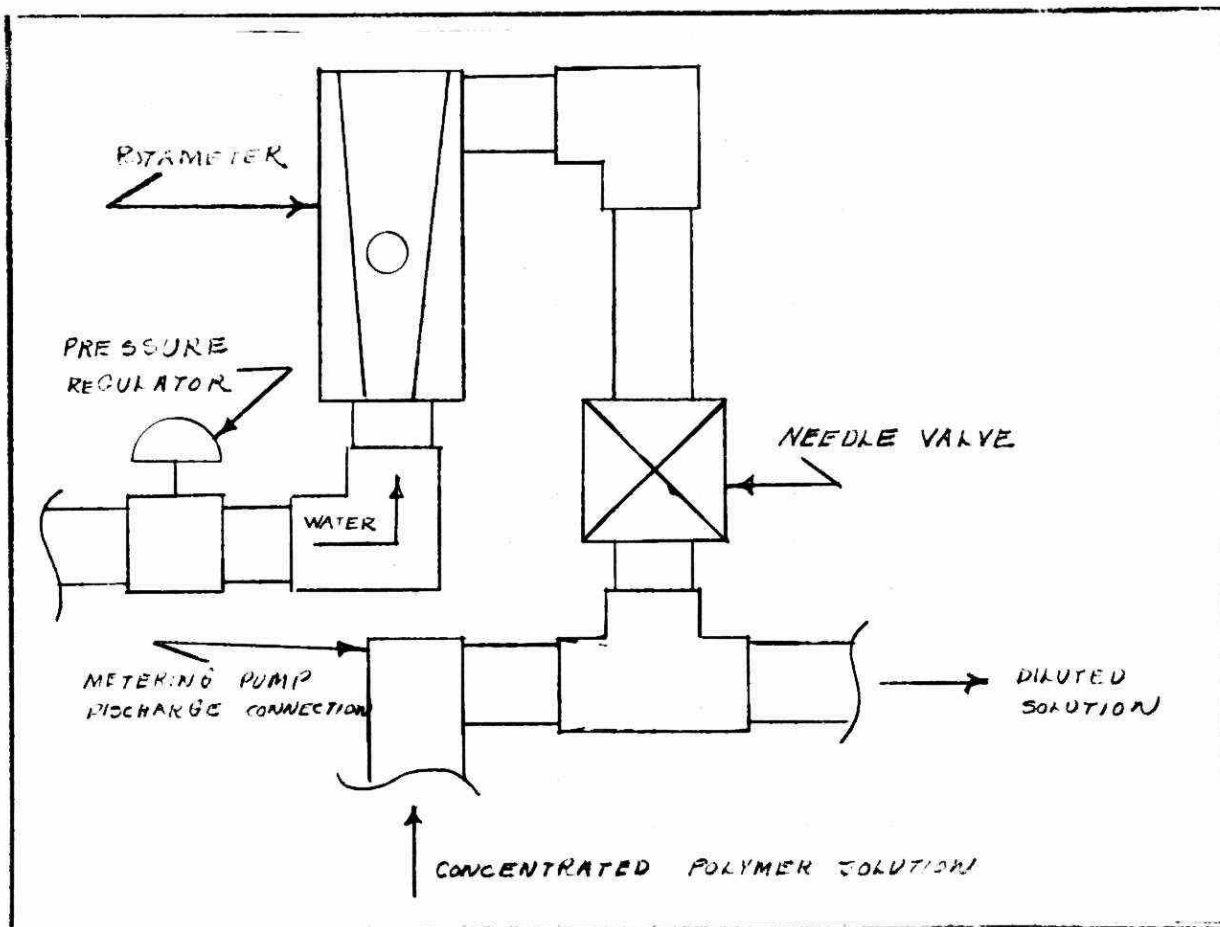 ROTAMETER
PRESSURE
REGULATOR
NEEDLE VALVE
WATER
METERING PUMP
DISCHARGE CONNECTION
DILUTED
SOLUTION
CONCENTRATED POLYMER SOLUTION